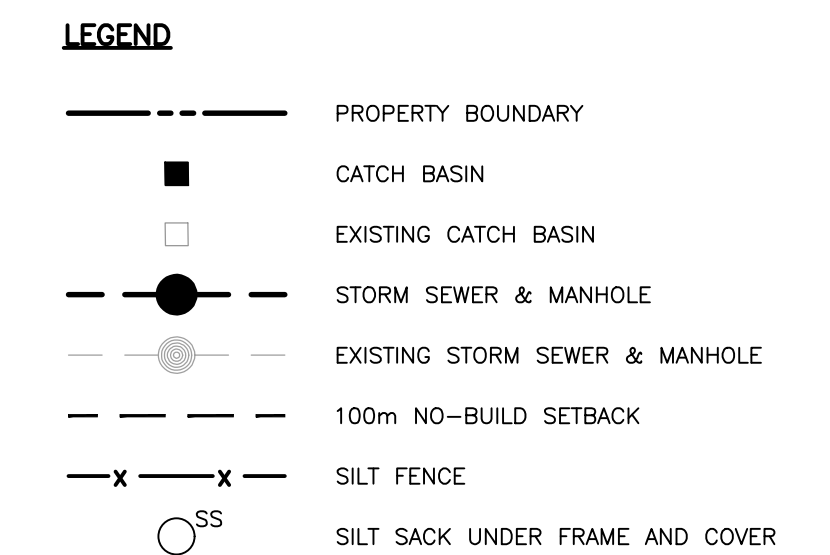 LEGEND
PROPERTY BOUNDARY
CATCH BASIN
EXISTING CATCH BASIN
STORM SEWER & MANHOLE
EXISTING STORM SEWER & MANHOLE
100m NO-BUILD SETBACK
x x SILT FENCE
SS SILT SACK UNDER FRAME AND COVER